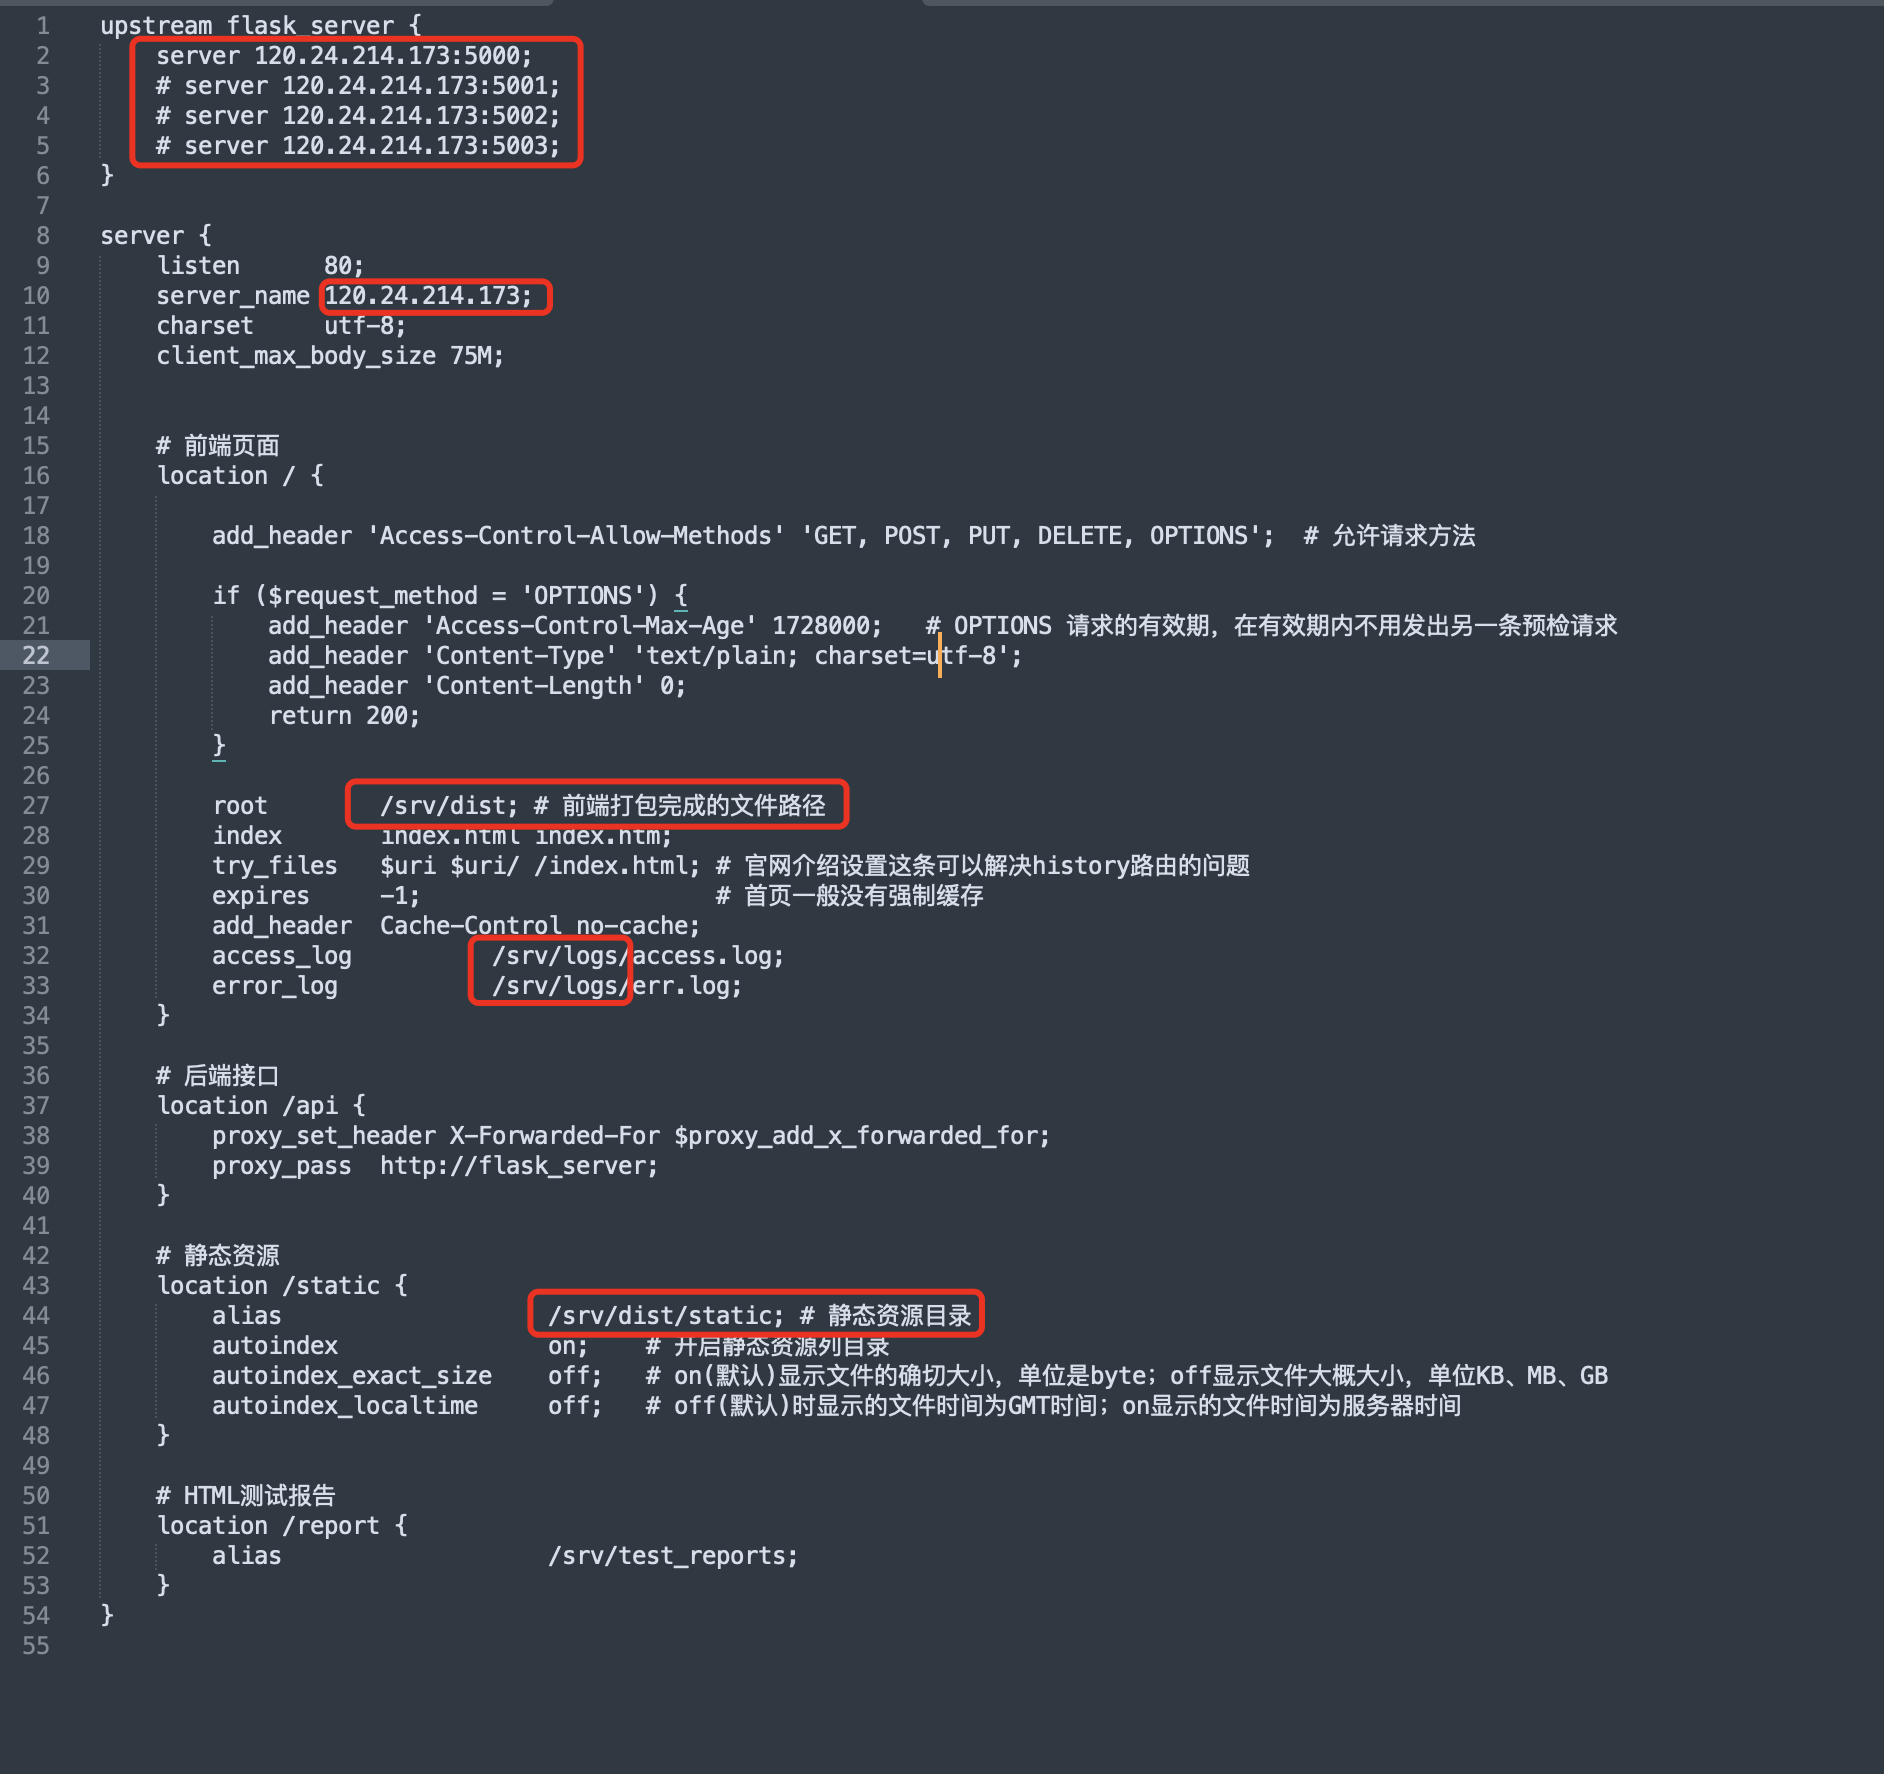 1 upstream flask_server {
2     server 120.24.214.173:5000;
3     # server 120.24.214.173:5001;
4     # server 120.24.214.173:5002;
5     # server 120.24.214.173:5003;
6 }
7
8 server {
9     listen      80;
10     server_name 120.24.214.173;
11     charset     utf-8;
12     client_max_body_size 75M;
13
14
15     # 前端页面
16     location / {
17
18         add_header 'Access-Control-Allow-Methods' 'GET, POST, PUT, DELETE, OPTIONS';  # 允许请求方法
19
20         if ($request_method = 'OPTIONS') {
21             add_header 'Access-Control-Max-Age' 1728000;   # OPTIONS 请求的有效期，在有效期内不用发出另一条预检请求
22             add_header 'Content-Type' 'text/plain; charset=utf-8';
23             add_header 'Content-Length' 0;
24             return 200;
25         }
26
27         root        /srv/dist; # 前端打包完成的文件路径
28         index       index.html index.htm;
29         try_files   $uri $uri/ /index.html; # 官网介绍设置这条可以解决history路由的问题
30         expires     -1;                     # 首页一般没有强制缓存
31         add_header  Cache-Control no-cache;
32         access_log          /srv/logs/access.log;
33         error_log           /srv/logs/err.log;
34     }
35
36     # 后端接口
37     location /api {
38         proxy_set_header X-Forwarded-For $proxy_add_x_forwarded_for;
39         proxy_pass  http://flask_server;
40     }
41
42     # 静态资源
43     location /static {
44         alias                   /srv/dist/static; # 静态资源目录
45         autoindex               on;    # 开启静态资源列目录
46         autoindex_exact_size    off;   # on(默认)显示文件的确切大小，单位是byte；off显示文件大概大小，单位KB、MB、GB
47         autoindex_localtime     off;   # off(默认)时显示的文件时间为GMT时间；on显示的文件时间为服务器时间
48     }
49
50     # HTML测试报告
51     location /report {
52         alias                   /srv/test_reports;
53     }
54 }
55